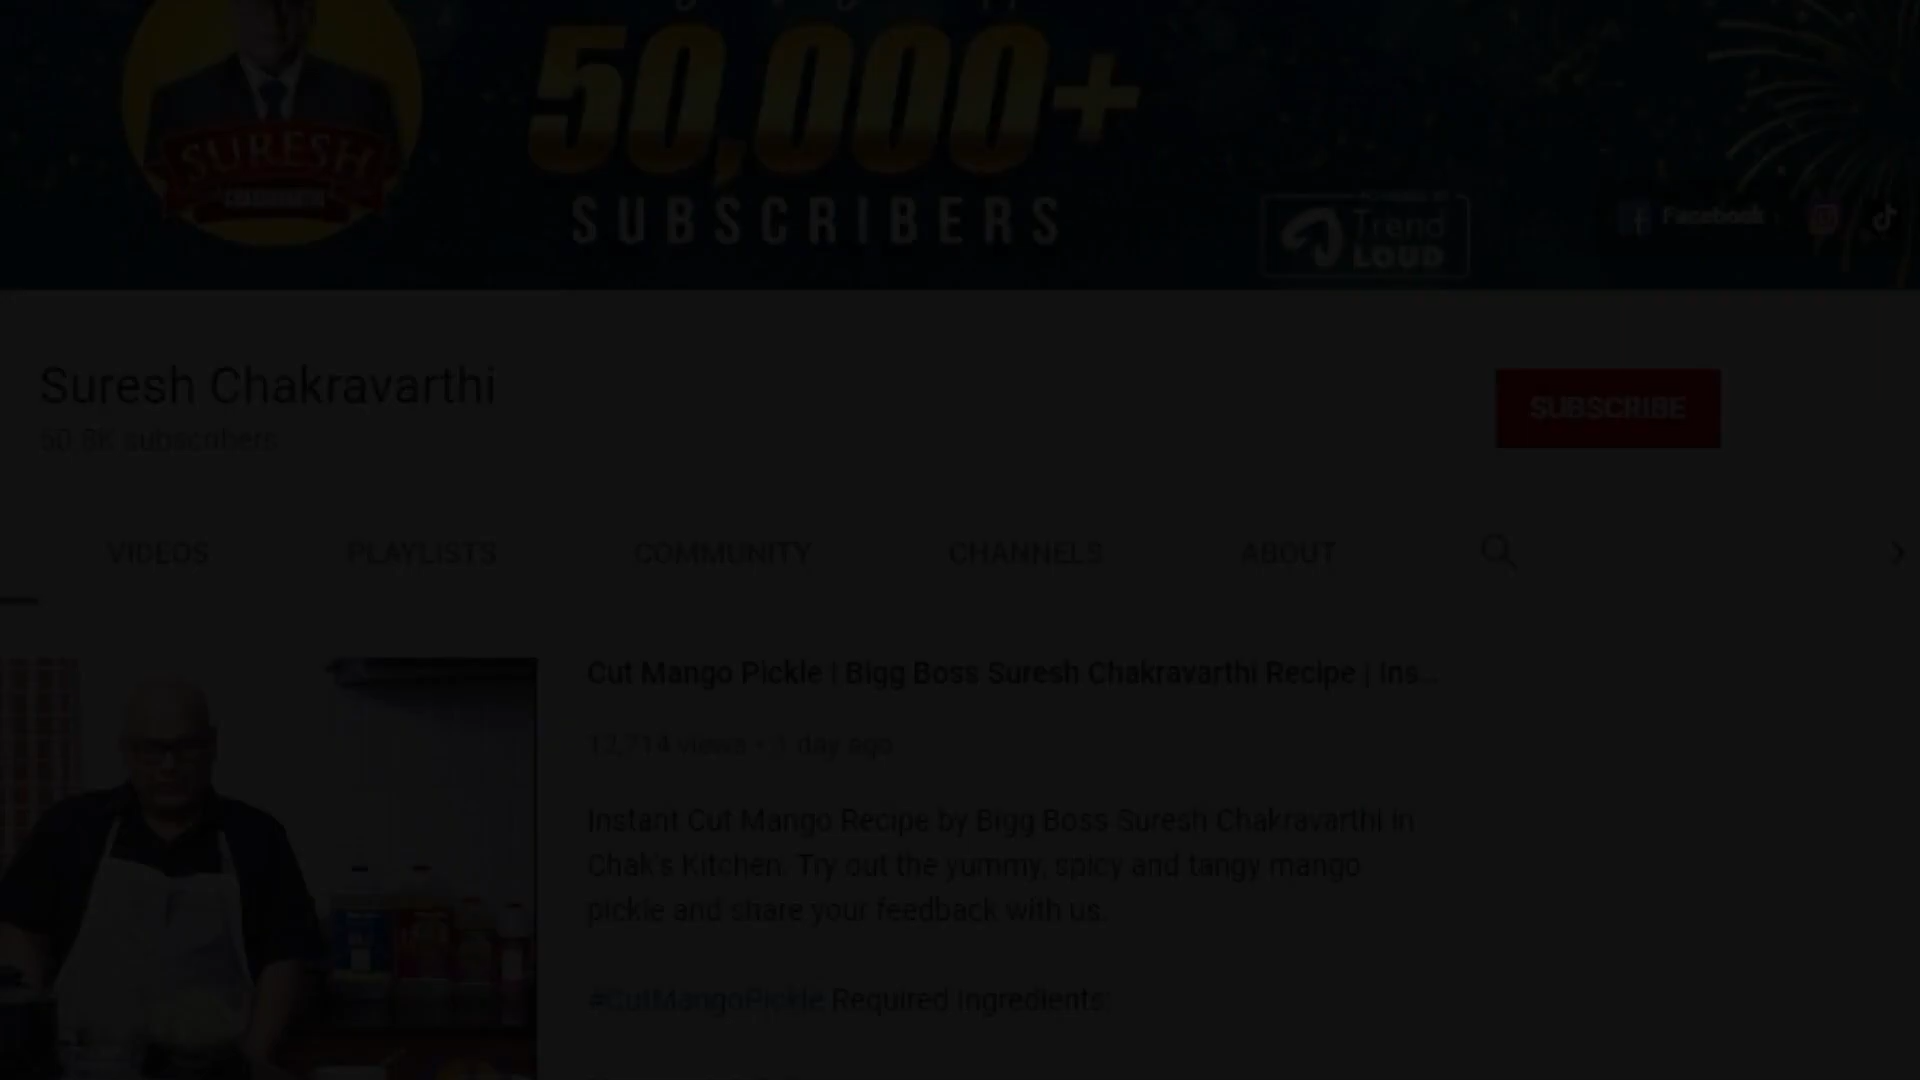 50,000+
SUBSCRIBERS
SURESH
Trend
LOUD
Facebook
Suresh Chakravarthi
50.8K subscribers
SUBSCRIBE
VIDEOS PLAYLISTS COMMUNITY CHANNELS ABOUT
Cut Mango Pickle | Bigg Boss Suresh Chakravarthi Recipe | Ins...
12,714 views • 1 day ago
Instant Cut Mango Recipe by Bigg Boss Suresh Chakravarthi in
Chak's Kitchen. Try out the yummy, spicy and tangy mango
pickle and share your feedback with us.
#CutMangoPickle Required Ingredients: